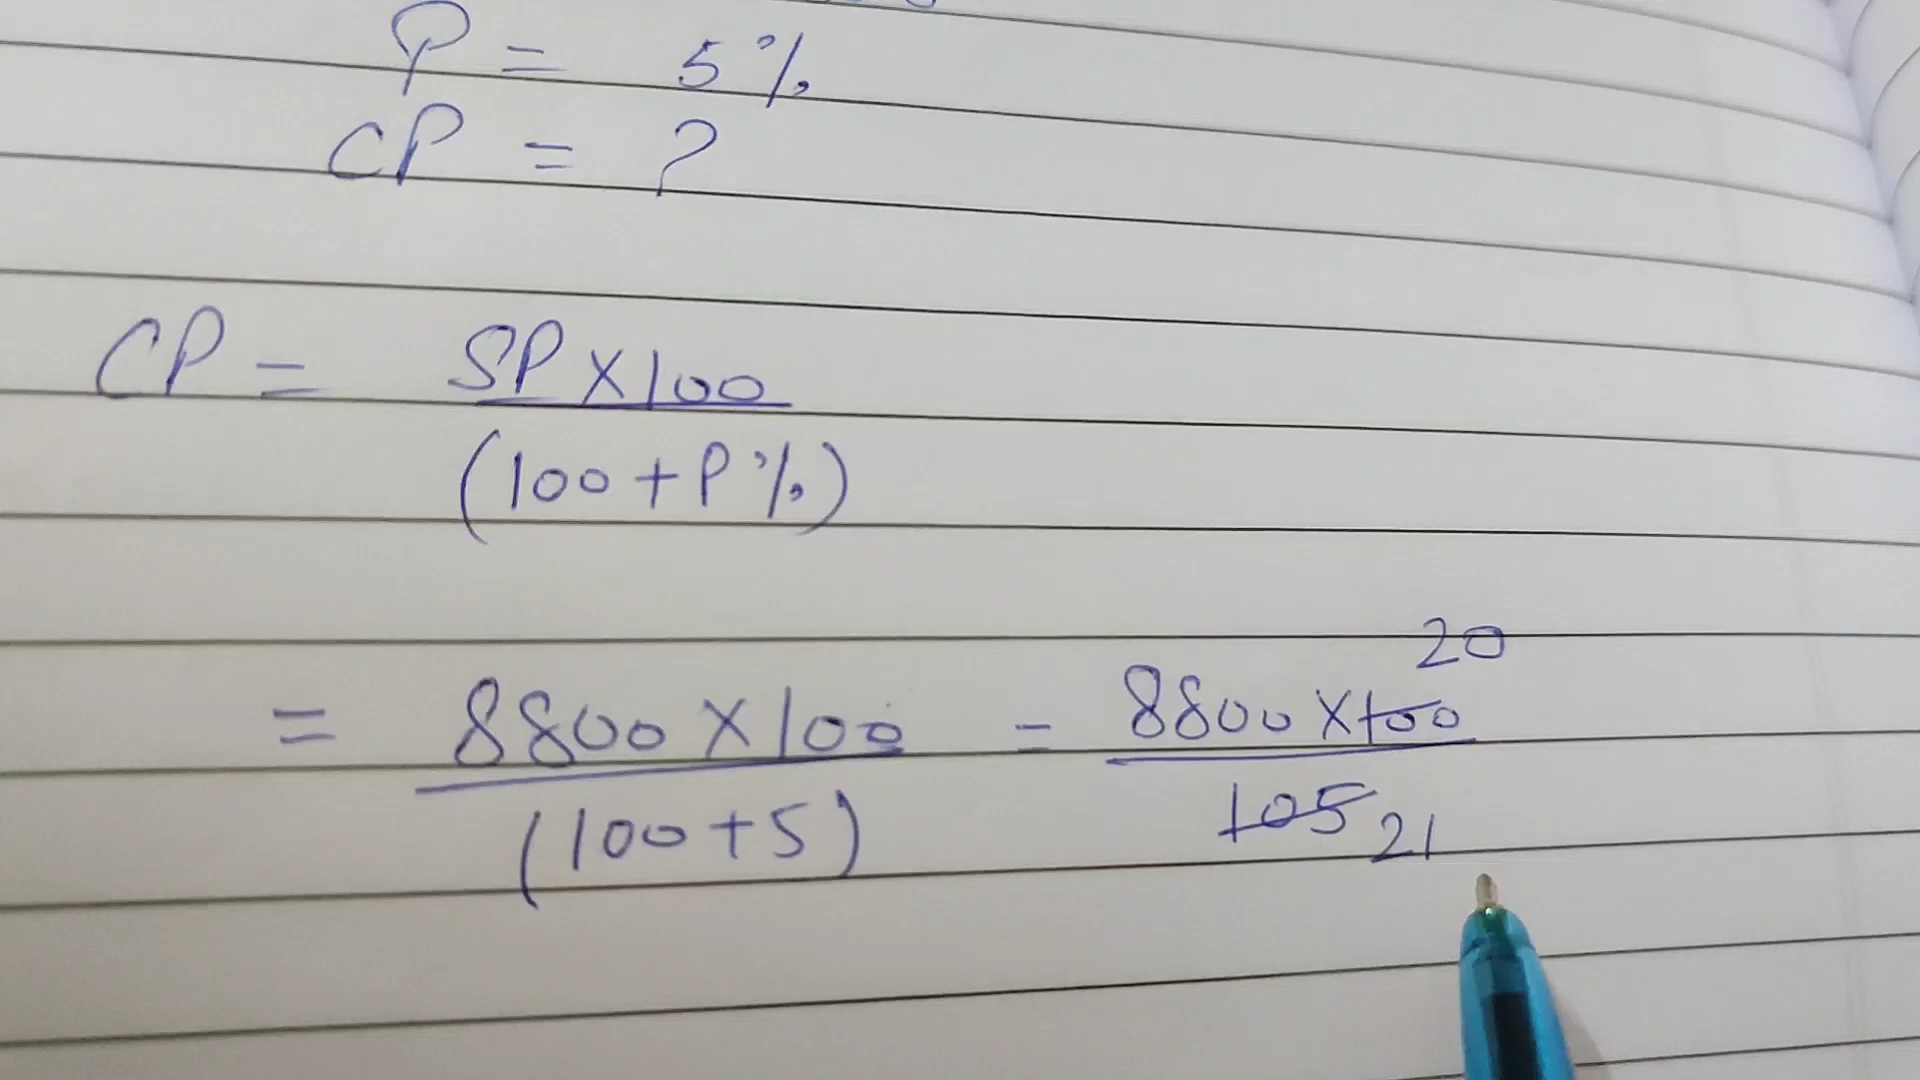 P = 5%
CP = ?
CP = SP X 100
(100 + P%)
20
= 8800 X 100 = 8800 X 100
(100 + 5) 105 21